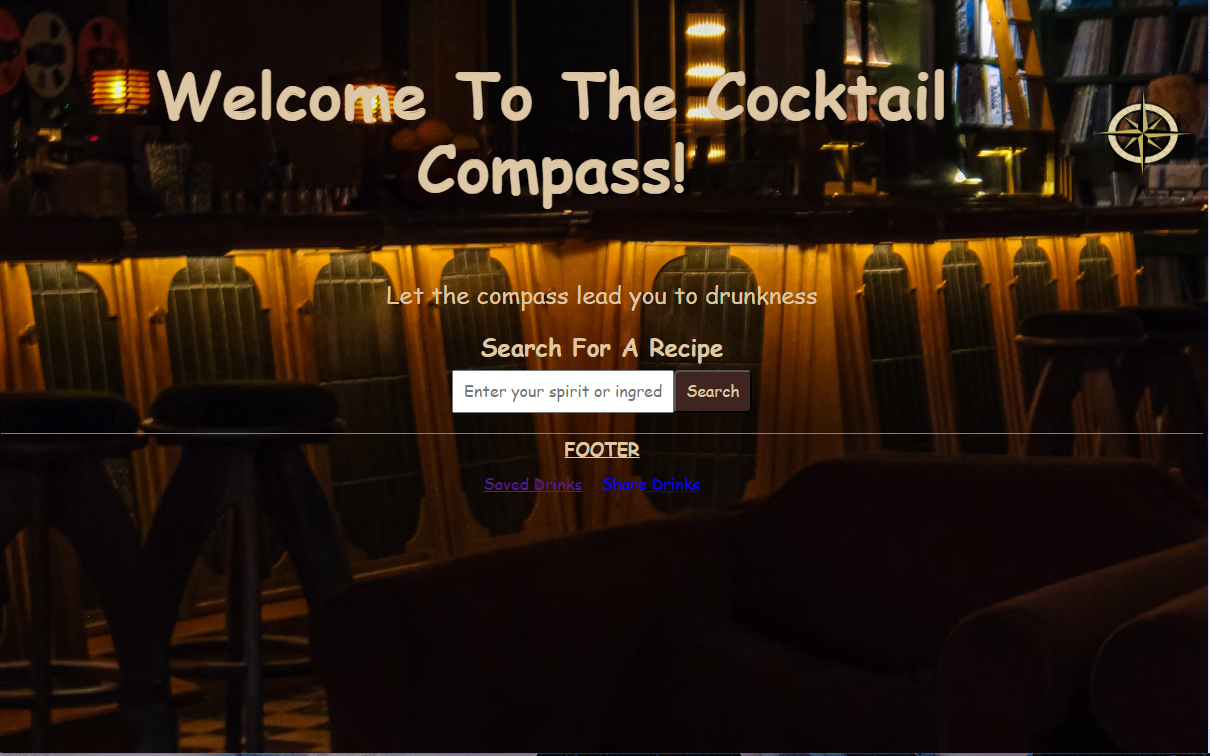 Welcome To The Cocktail
Compass!
Let the compass lead you to drunkness
Search For A Recipe
Enter your spirit or ingred Search
FOOTER
Saved Drinks Share Drinks